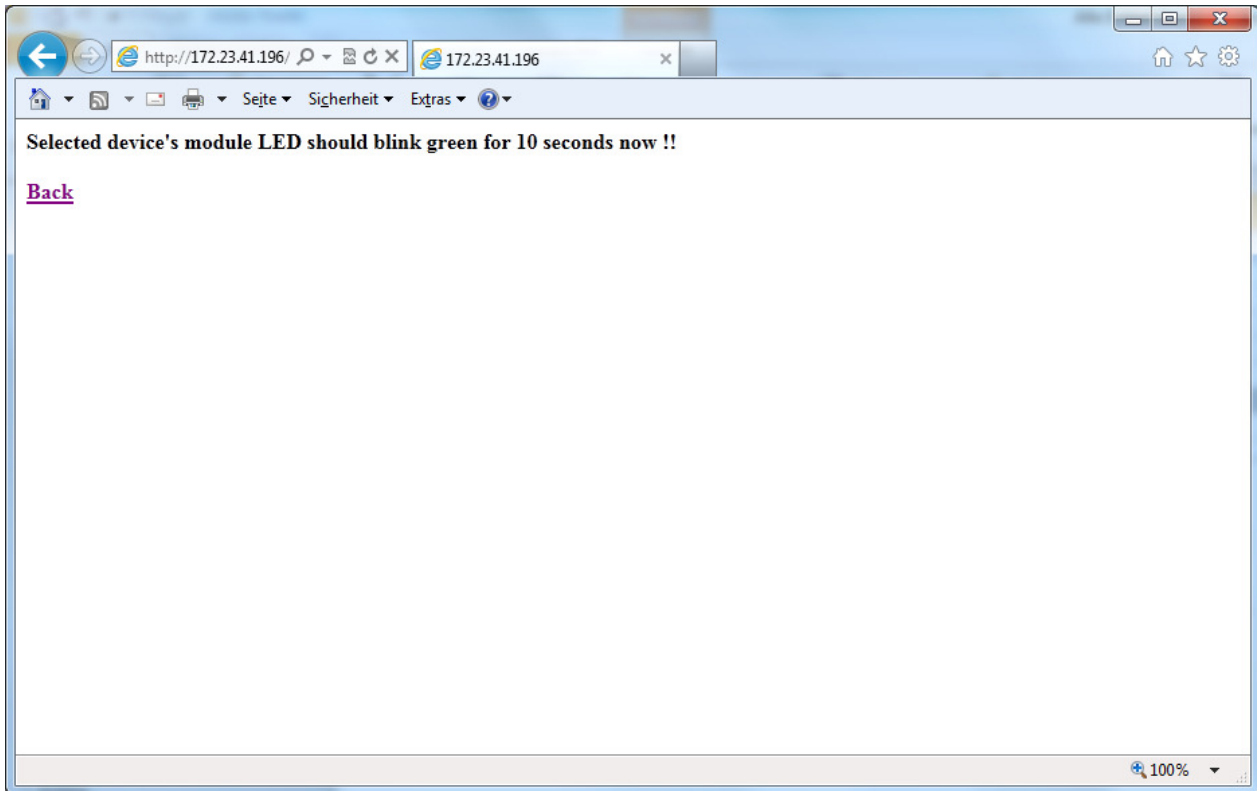 http://172.23.41.196/
172.23.41.196
Seite Sicherheit Extras
Selected device's module LED should blink green for 10 seconds now !!
Back
100%